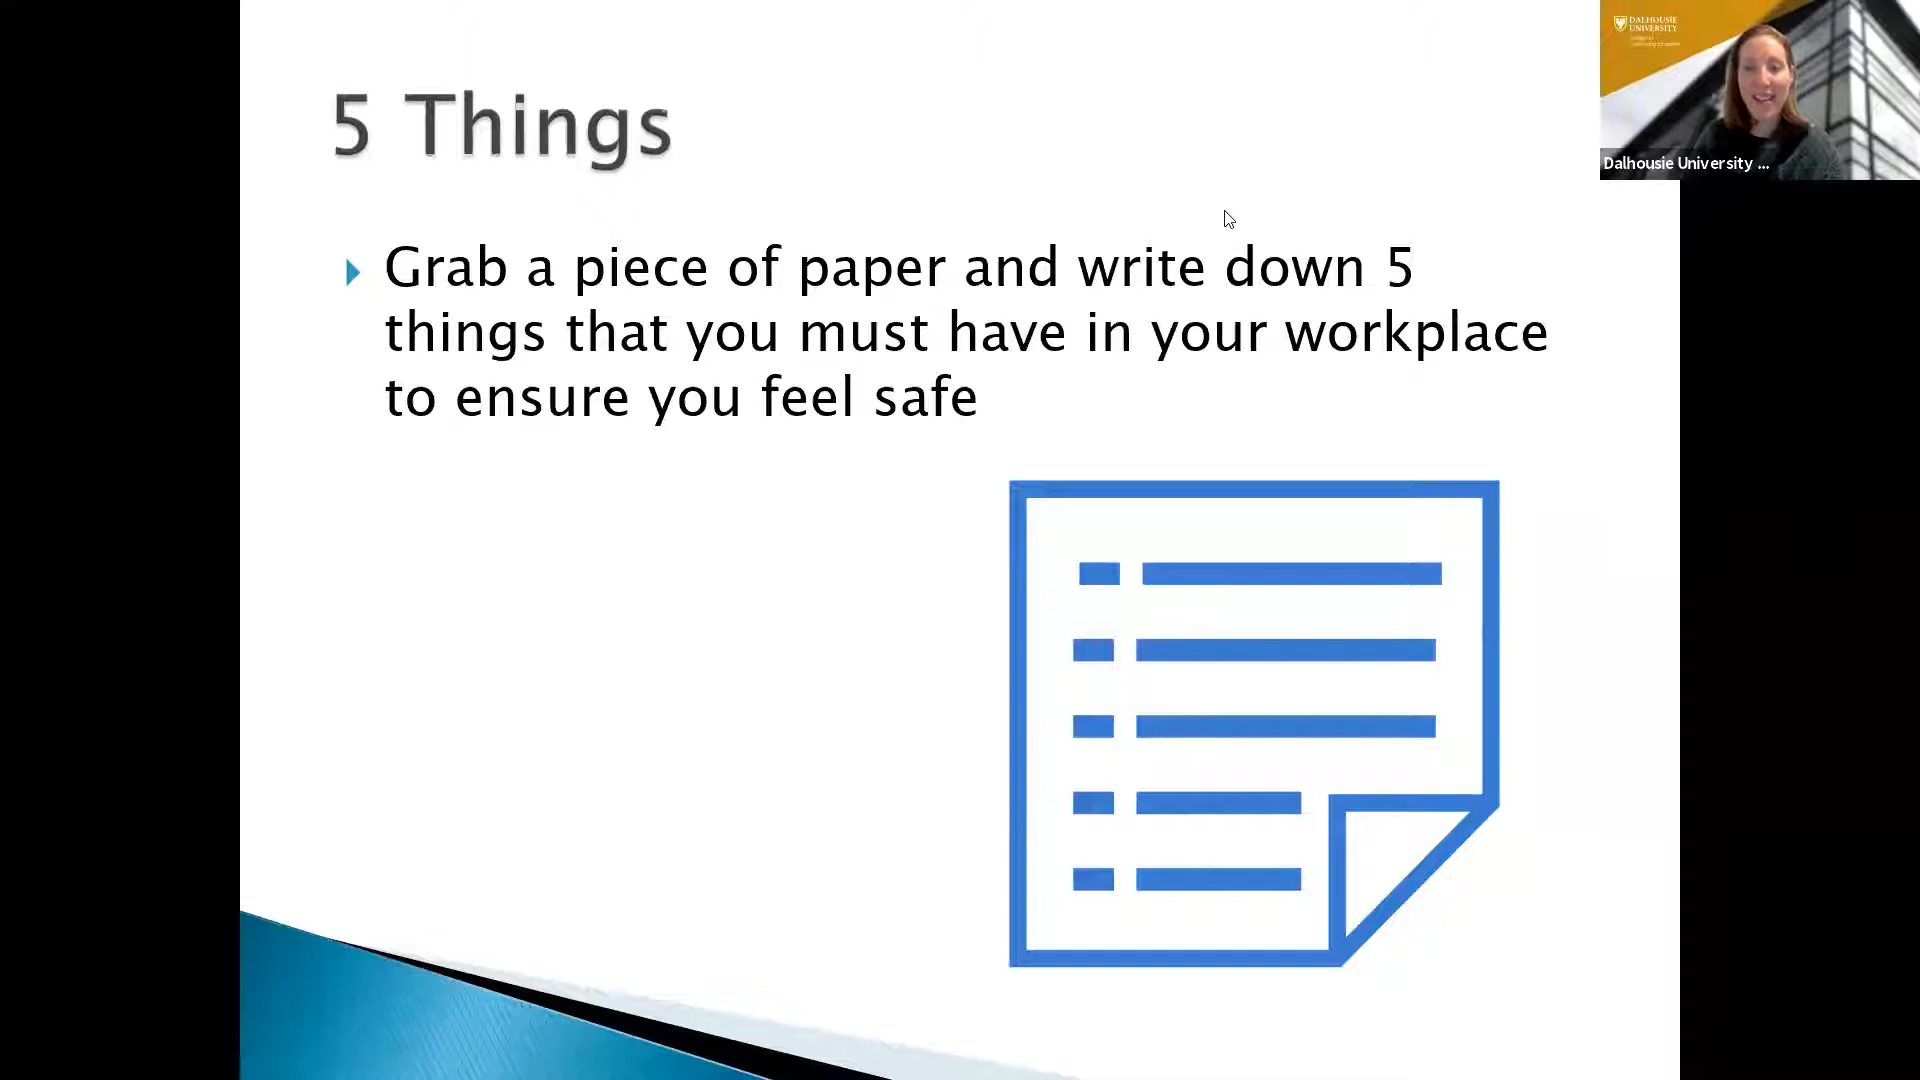 5 Things
Grab a piece of paper and write down 5
things that you must have in your workplace
to ensure you feel safe
DALHOUSIE
UNIVERSITY
Dalhousie University ...